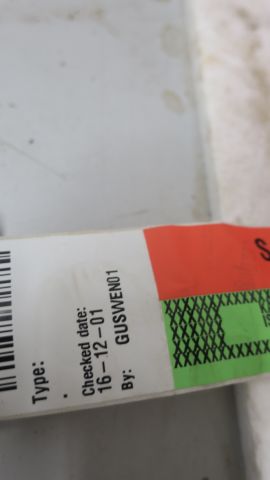 Type:
Checked date:
16-12-01
By: GUSWEN01
S